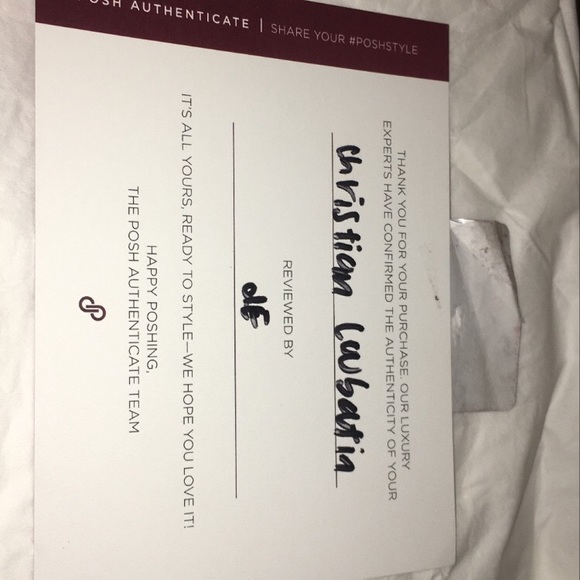 POSH AUTHENTICATE | SHARE YOUR #POSHSTYLE
THANK YOU FOR YOUR PURCHASE. OUR LUXURY
EXPERTS HAVE CONFIRMED THE AUTHENTICITY OF YOUR
christian loubatin
REVIEWED BY
dE
IT'S ALL YOURS, READY TO STYLE—WE HOPE YOU LOVE IT!
HAPPY POSHING,
THE POSH AUTHENTICATE TEAM